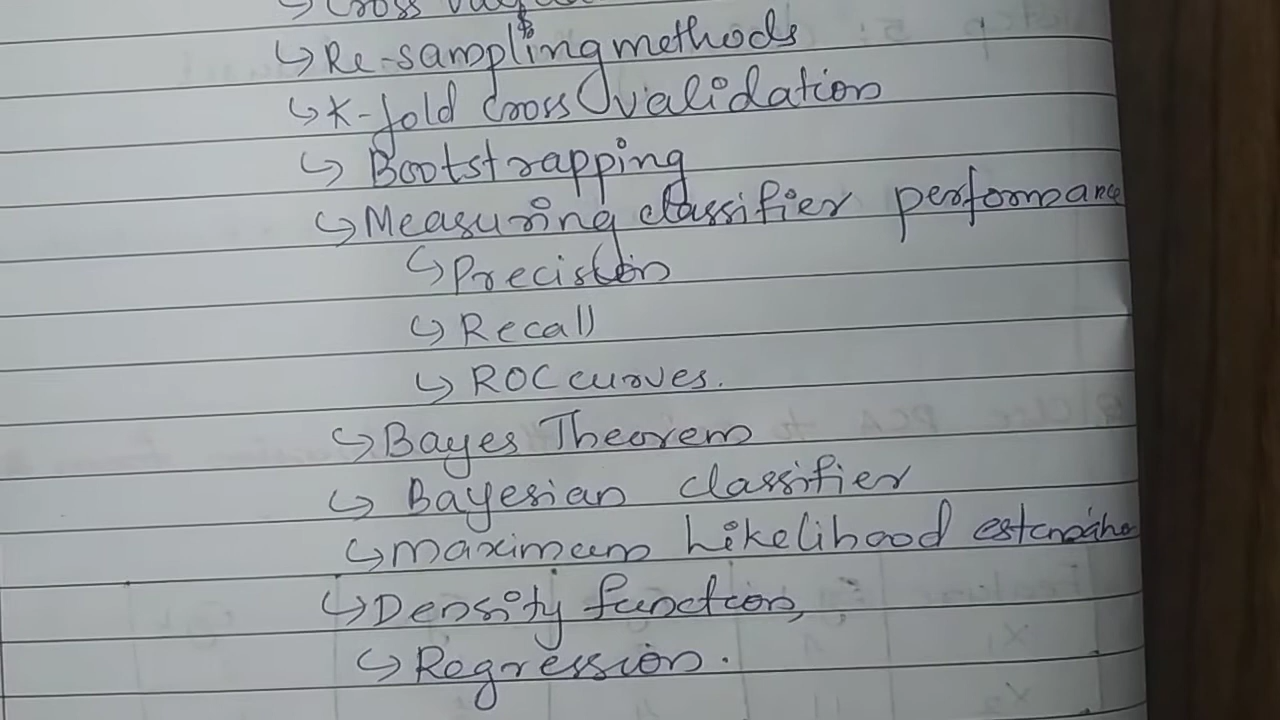 ↳ Cross
↳ Re-sampling methods
↳ K-fold cross validation
↳ Bootstrapping
↳ Measuring classifier performance
↳ Precision
↳ Recall
↳ ROC curves.
↳ Bayes Theorem
↳ Bayesian classifier
↳ maximum Likelihood
↳ Density function,
↳ Regression.